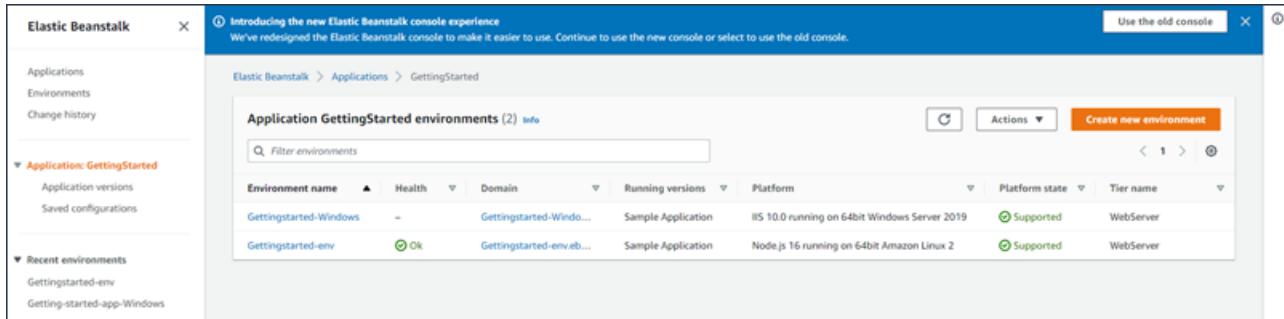 Elastic Beanstalk
Applications
Environments
Change history
Application: GettingStarted
Application versions
Saved configurations
Recent environments
Gettingstarted-env
Getting-started-app-Windows
Introducing the new Elastic Beanstalk console experience
We've redesigned the Elastic Beanstalk console to make it easier to use. Continue to use the new console or select to use the old console.
Use the old console
Elastic Beanstalk > Applications > GettingStarted
Application GettingStarted environments (2) Info
Actions
Create new environment
Filter environments
< 1 >
Environment name Health Domain Running versions Platform Platform state Tier name
Gettingstarted-Windows – Gettingstarted-Windo... Sample Application IIS 10.0 running on 64bit Windows Server 2019 Supported WebServer
Gettingstarted-env Ok Gettingstarted-env.eb... Sample Application Node.js 16 running on 64bit Amazon Linux 2 Supported WebServer